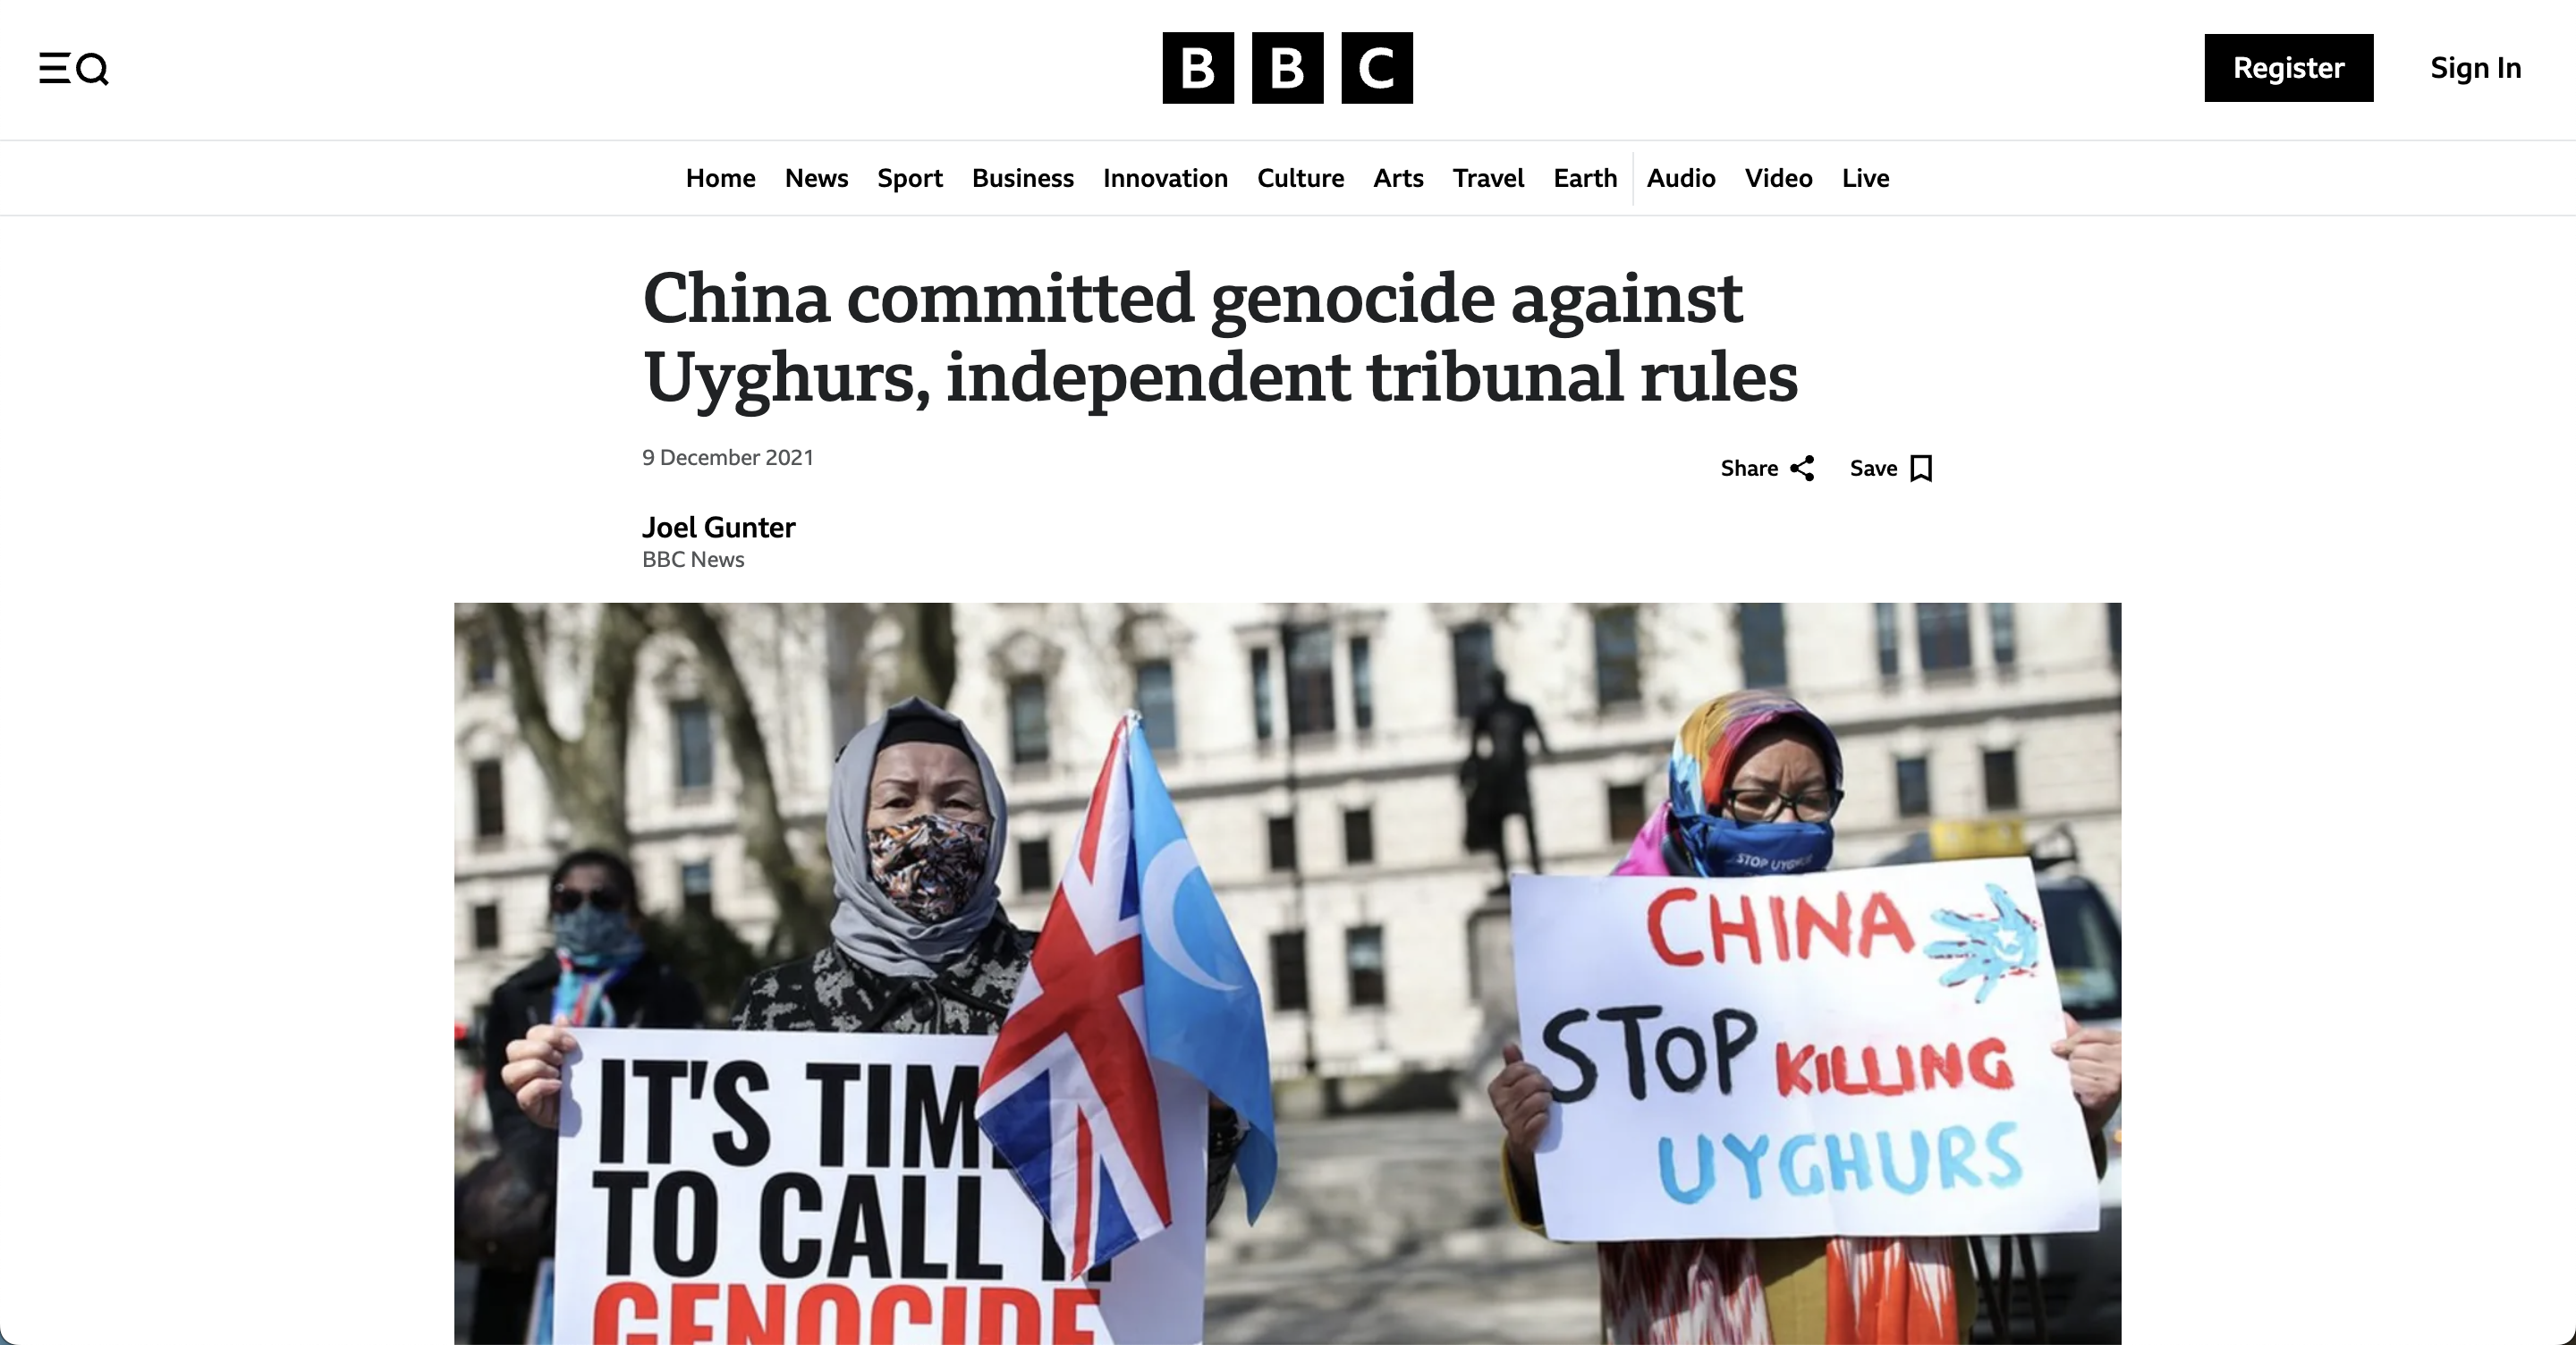 BBC
Register
Sign In
Home News Sport Business Innovation Culture Arts Travel Earth Audio Video Live
China committed genocide against
Uyghurs, independent tribunal rules
9 December 2021
Share
Save
Joel Gunter
BBC News
STOP UYGHUR
IT'S TIM
TO CALL
GENOCIDE
CHINA
STOP KILLING
UYGHURS